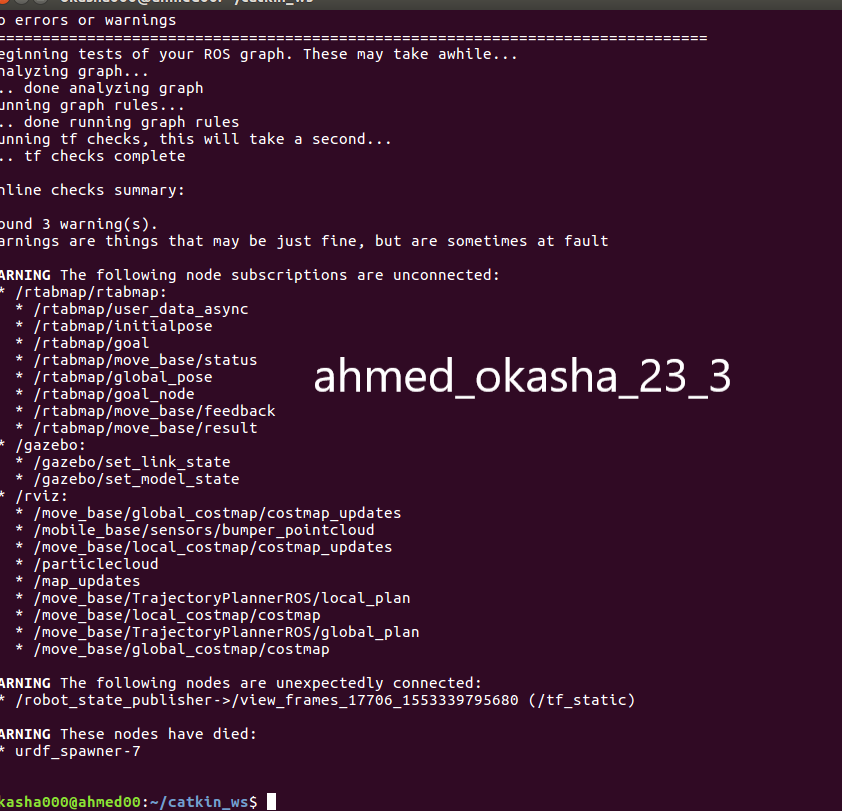 okasha000@ahmed00: ~/catkin_ws
o errors or warnings
===============================================================================
eginning tests of your ROS graph. These may take awhile...
nalyzing graph...
.. done analyzing graph
unning graph rules...
.. done running graph rules
unning tf checks, this will take a second...
.. tf checks complete
nline checks summary:
ound 3 warning(s).
arnings are things that may be just fine, but are sometimes at fault
ARNING The following node subscriptions are unconnected:
* /rtabmap/rtabmap:
* /rtabmap/user_data_async
* /rtabmap/initialpose
* /rtabmap/goal
* /rtabmap/move_base/status
* /rtabmap/global_pose
* /rtabmap/goal_node
* /rtabmap/move_base/feedback
* /rtabmap/move_base/result
ahmed_okasha_23_3
* /gazebo:
* /gazebo/set_link_state
* /gazebo/set_model_state
* /rviz:
* /move_base/global_costmap/costmap_updates
* /mobile_base/sensors/bumper_pointcloud
* /move_base/local_costmap/costmap_updates
* /particlecloud
* /map_updates
* /move_base/TrajectoryPlannerROS/local_plan
* /move_base/local_costmap/costmap
* /move_base/TrajectoryPlannerROS/global_plan
* /move_base/global_costmap/costmap
ARNING The following nodes are unexpectedly connected:
* /robot_state_publisher->/view_frames_17706_1553339795680 (/tf_static)
ARNING These nodes have died:
* urdf_spawner-7
kasha000@ahmed00:~/catkin_ws$